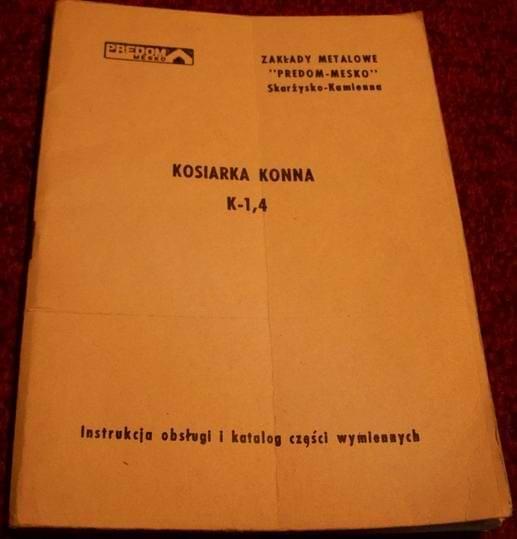 PREDOM
MESKO
ZAKŁADY METALOWE
"PREDOM-MESKO"
Skarżysko-Kamienna
KOSIARKA KONNA
K-1,4
Instrukcja obsługi i katalog części wymiennych